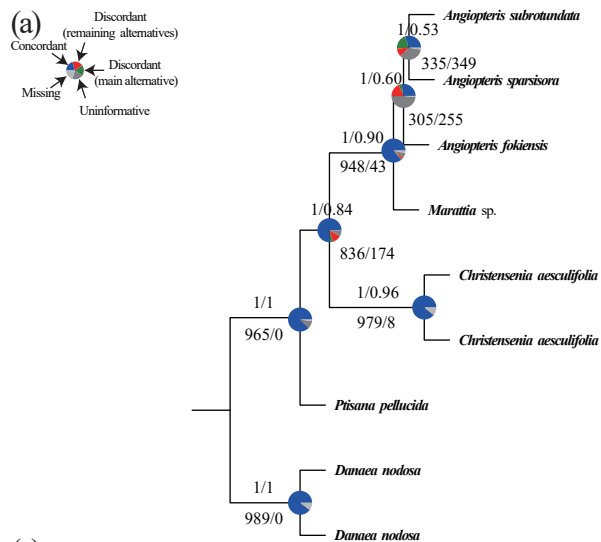 (a)
Discordant
(remaining alternatives)
Concordant
Discordant
(main alternative)
Missing
Uninformative
Angiopteris subrotundata
1/0.53
335/349
Angiopteris sparsisora
1/0.60
305/255
1/0.90
Angiopteris fokiensis
948/43
Marattia sp.
1/0.84
836/174
Christensenia aesculifolia
1/0.96
979/8
1/1
965/0
Christensenia aesculifolia
Ptisana pellucida
Danaea nodosa
1/1
989/0
Danaea nodosa